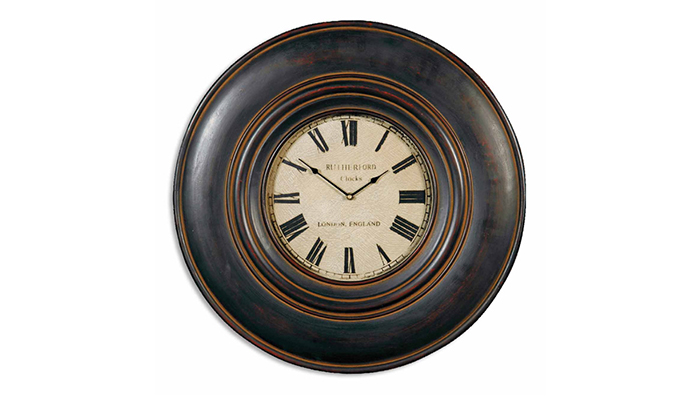 XII
XI
I
X
II
RUTHERFORD
Clocks
IX
III
LONDON, ENGLAND
VIII
IIII
VII
V
VI